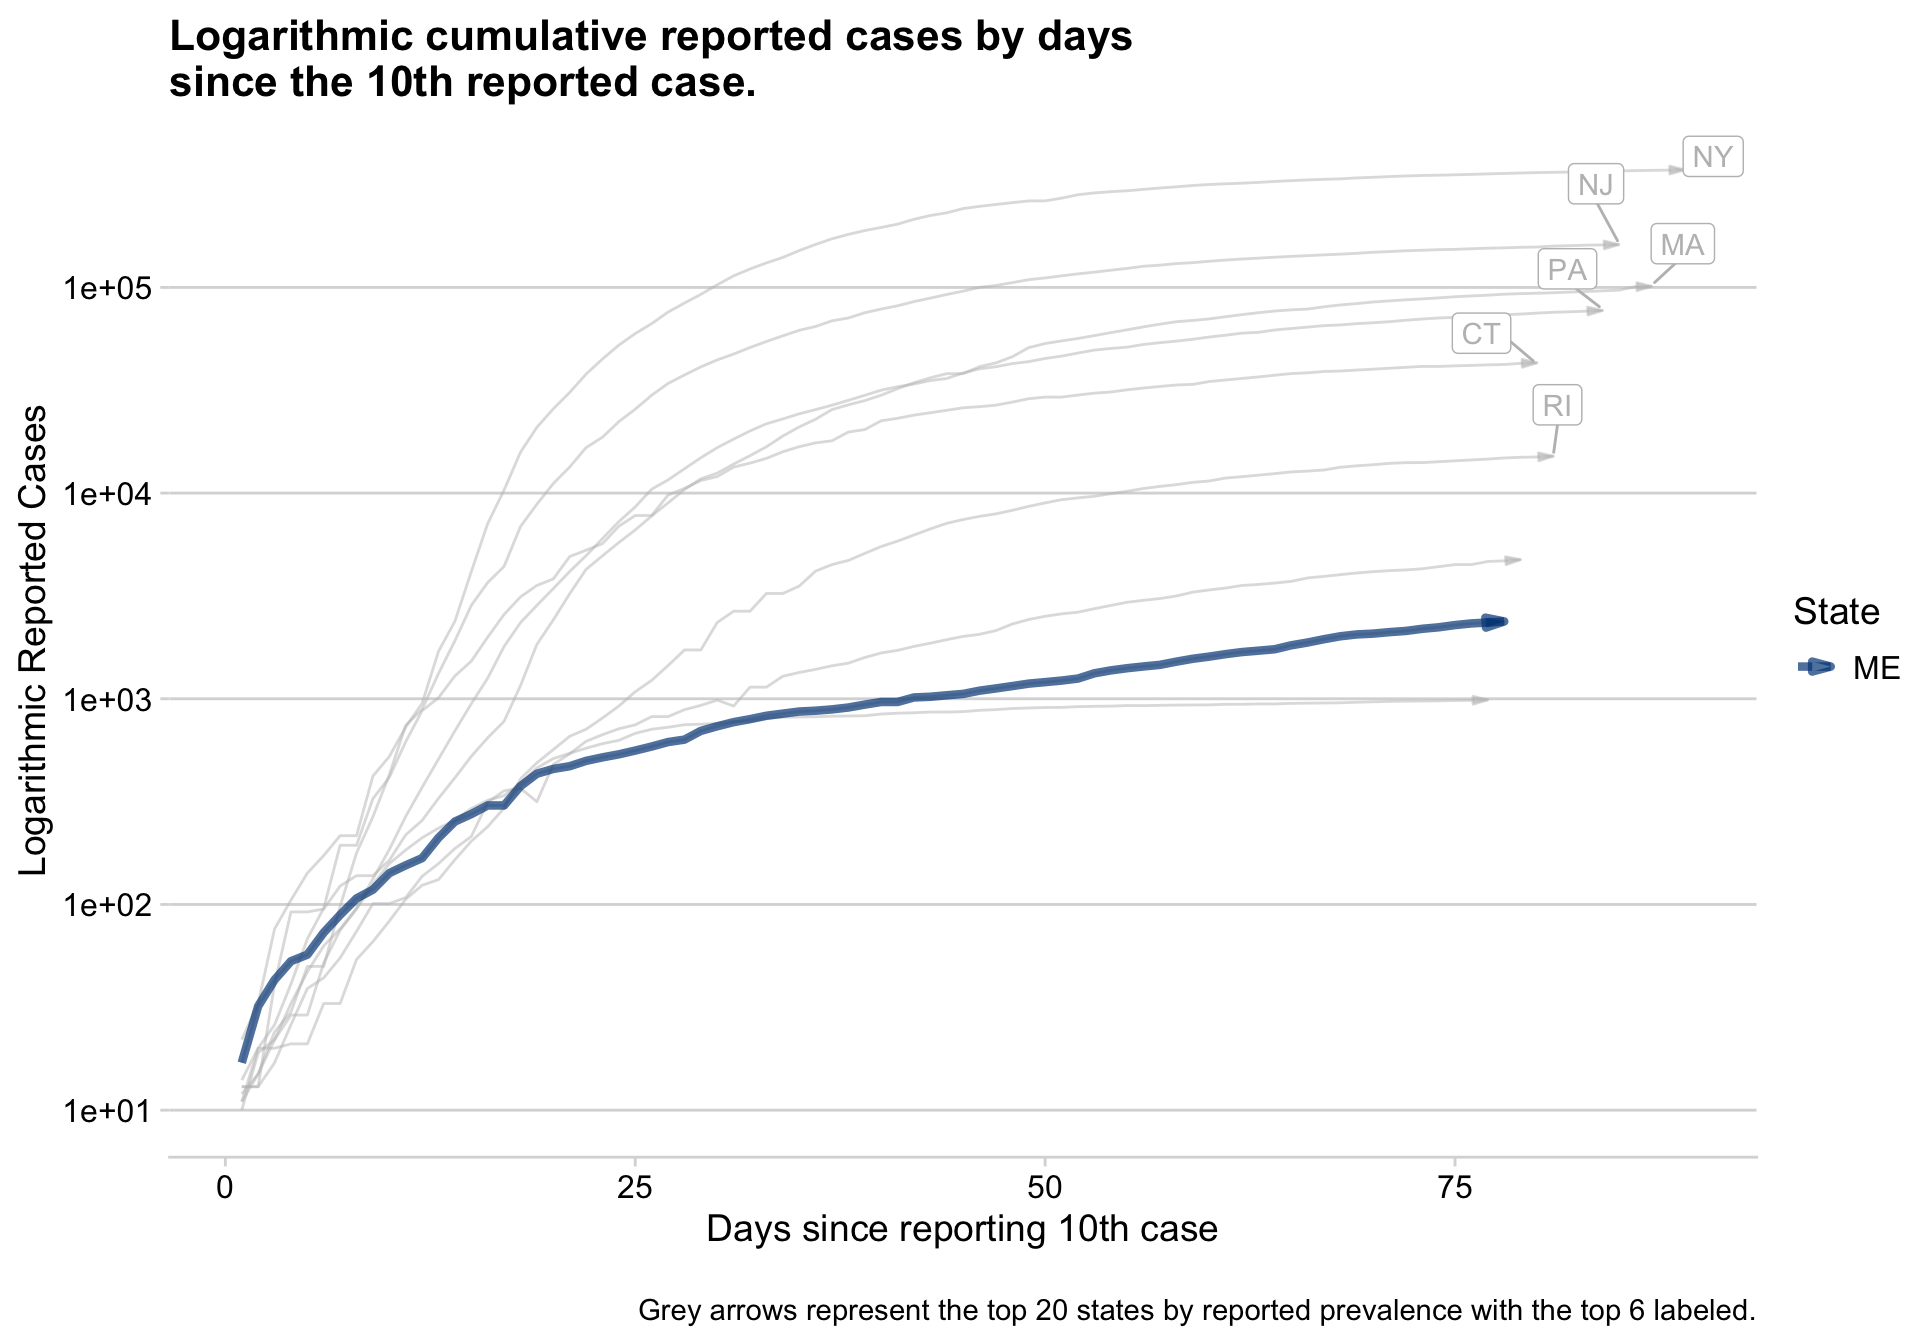 Logarithmic cumulative reported cases by days
since the 10th reported case.
NY
NJ
MA
PA
CT
RI
1e+05
1e+04
1e+03
1e+02
1e+01
Logarithmic Reported Cases
0 25 50 75
Days since reporting 10th case
State
ME
Grey arrows represent the top 20 states by reported prevalence with the top 6 labeled.